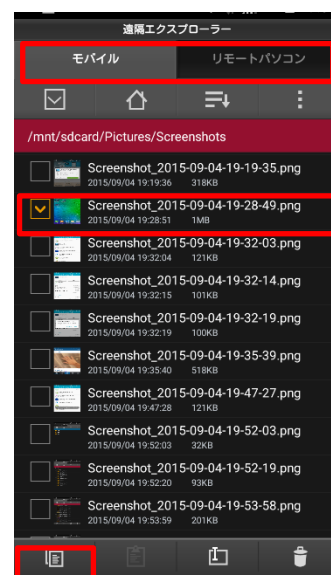 遠隔エクスプローラー
モバイル
リモートパソコン
/mnt/sdcard/Pictures/Screenshots
Screenshot_2015-09-04-19-19-35.png
2015/09/04 19:19:36 318KB
Screenshot_2015-09-04-19-28-49.png
2015/09/04 19:28:51 1MB
Screenshot_2015-09-04-19-32-03.png
2015/09/04 19:32:04 121KB
Screenshot_2015-09-04-19-32-14.png
2015/09/04 19:32:15 101KB
Screenshot_2015-09-04-19-32-19.png
2015/09/04 19:32:19 100KB
Screenshot_2015-09-04-19-35-39.png
2015/09/04 19:35:40 518KB
Screenshot_2015-09-04-19-47-27.png
2015/09/04 19:47:28 121KB
Screenshot_2015-09-04-19-52-03.png
2015/09/04 19:52:03 32KB
Screenshot_2015-09-04-19-52-19.png
2015/09/04 19:52:20 93KB
Screenshot_2015-09-04-19-53-58.png
2015/09/04 19:53:59 201KB